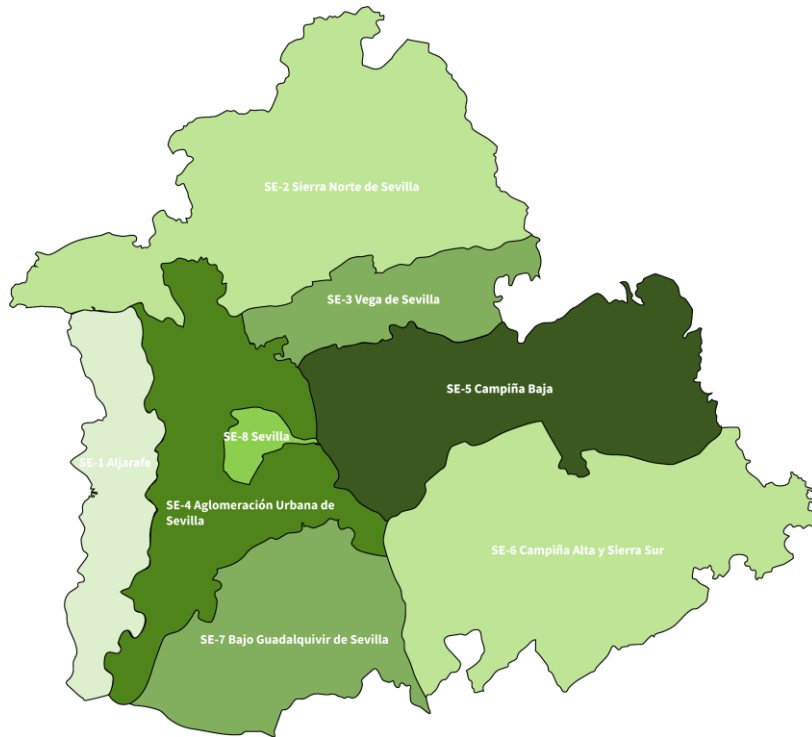 SE-2 Sierra Norte de Sevilla
SE-3 Vega de Sevilla
SE-5 Campiña Baja
SE-8 Sevilla
SE-1 Aljarafe
SE-4 Aglomeración Urbana de
Sevilla
SE-6 Campiña Alta y Sierra Sur
SE-7 Bajo Guadalquivir de Sevilla